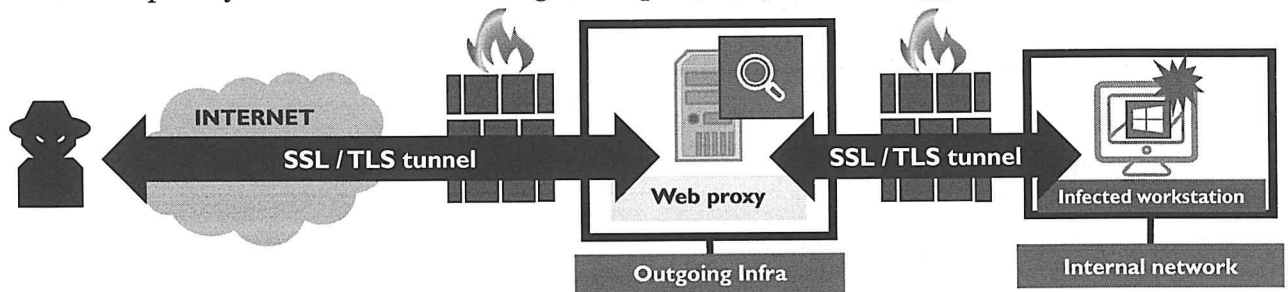 INTERNET
SSL / TLS tunnel
SSL / TLS tunnel
Web proxy
Infected workstation
Outgoing Infra
Internal network